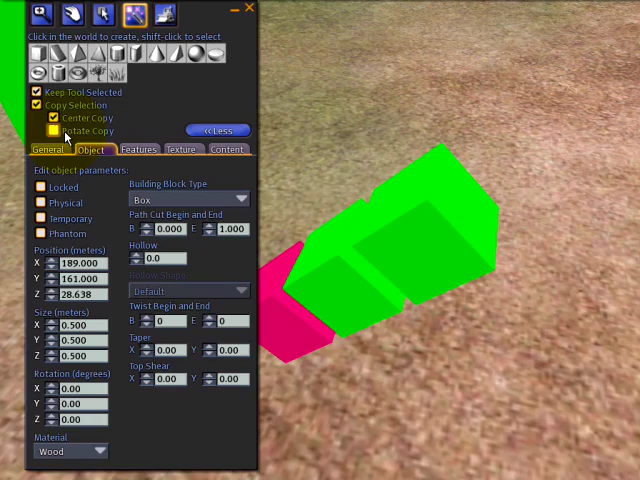 Click in the world to create, shift-click to select
Keep Tool Selected
Copy Selection
Center Copy
Rotate Copy
<< Less
General Object Features Texture Content
Edit object parameters:
Locked
Physical
Temporary
Phantom
Position (meters)
X 189.000
Y 161.000
Z 28.638
Size (meters)
X 0.500
Y 0.500
Z 0.500
Rotation (degrees)
X 0.00
Y 0.00
Z 0.00
Material
Wood
Building Block Type
Box
Path Cut Begin and End
B 0.000 E 1.000
Hollow
0.0
Hollow Shape
Default
Twist Begin and End
B 0 E 0
Taper
X 0.00 Y 0.00
Top Shear
X 0.00 Y 0.00